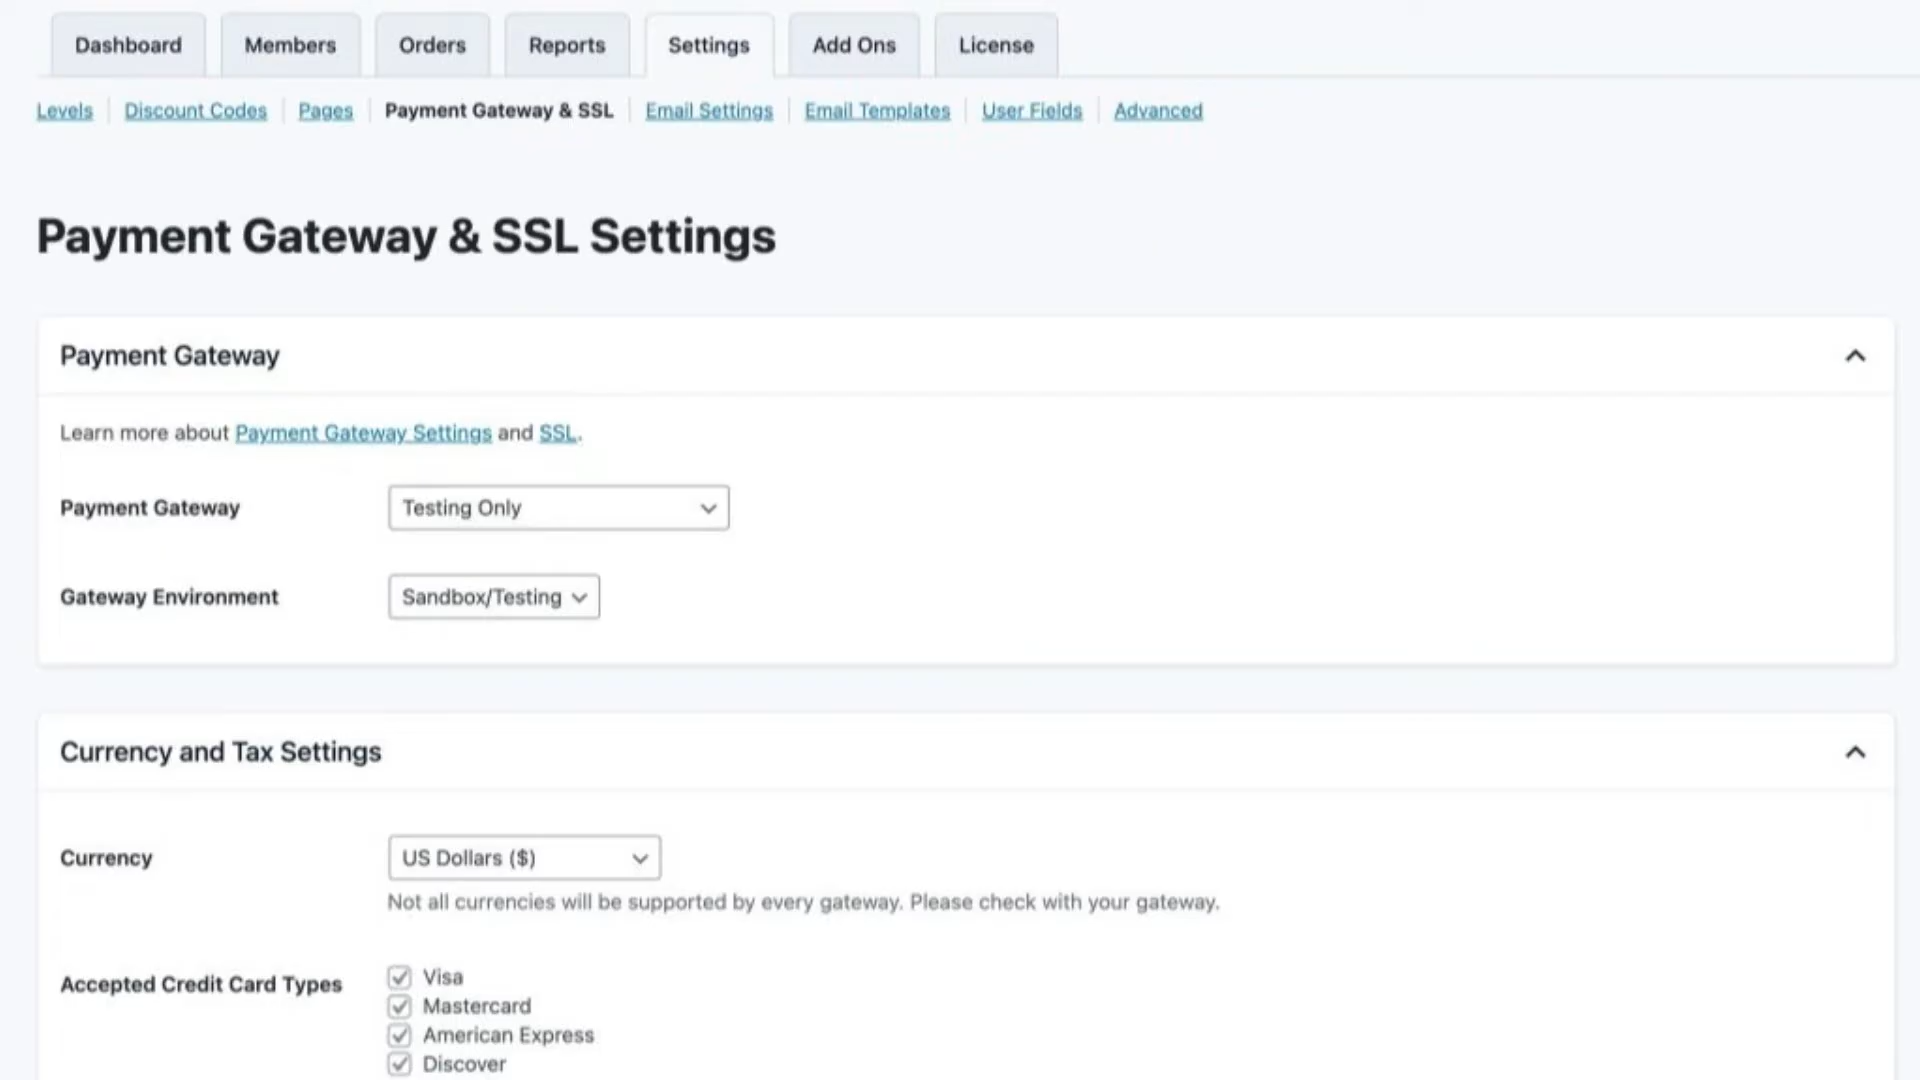 Dashboard Members Orders Reports Settings Add Ons License
Levels Discount Codes Pages Payment Gateway & SSL Email Settings Email Templates User Fields Advanced
Payment Gateway & SSL Settings
Payment Gateway
Learn more about Payment Gateway Settings and SSL.
Payment Gateway Testing Only
Gateway Environment Sandbox/Testing
Currency and Tax Settings
Currency US Dollars ($)
Not all currencies will be supported by every gateway. Please check with your gateway.
Accepted Credit Card Types Visa
Mastercard
American Express
Discover